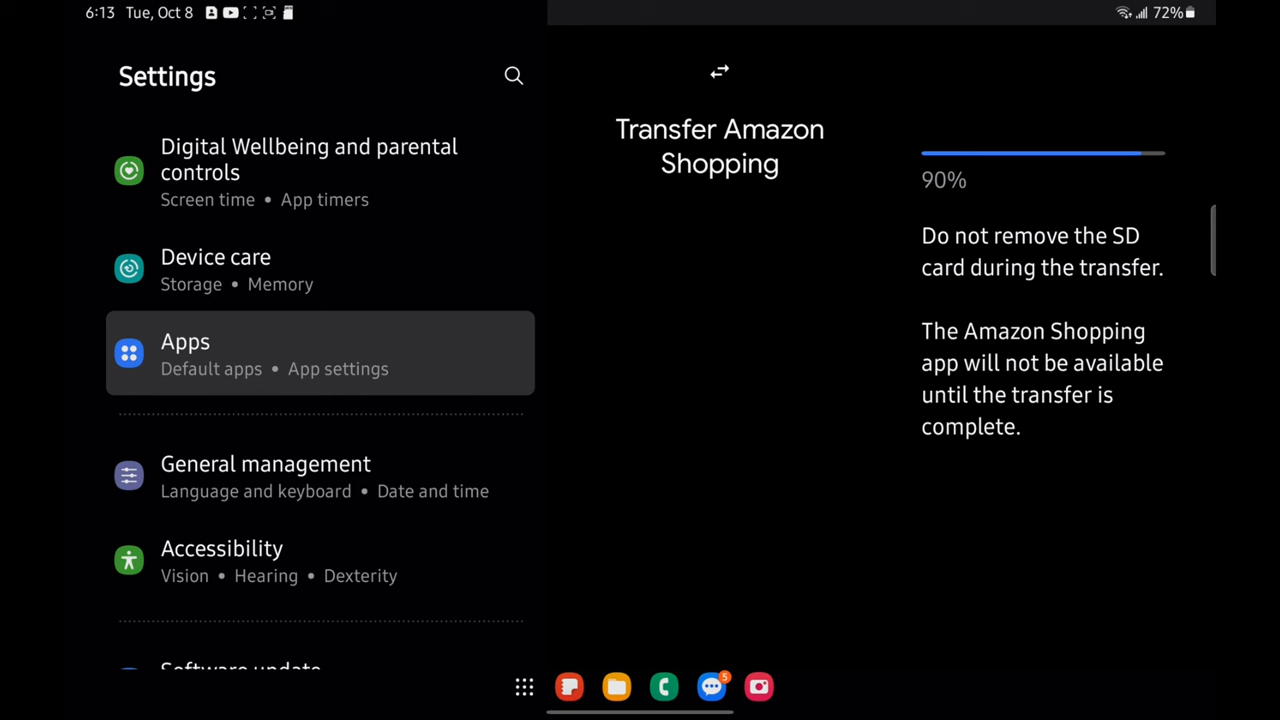 6:13 Tue, Oct 8
72%
Settings
Digital Wellbeing and parental
controls
Screen time • App timers
Device care
Storage • Memory
Apps
Default apps • App settings
General management
Language and keyboard • Date and time
Accessibility
Vision • Hearing • Dexterity
Software update
Transfer Amazon
Shopping
90%
Do not remove the SD
card during the transfer.
The Amazon Shopping
app will not be available
until the transfer is
complete.
5